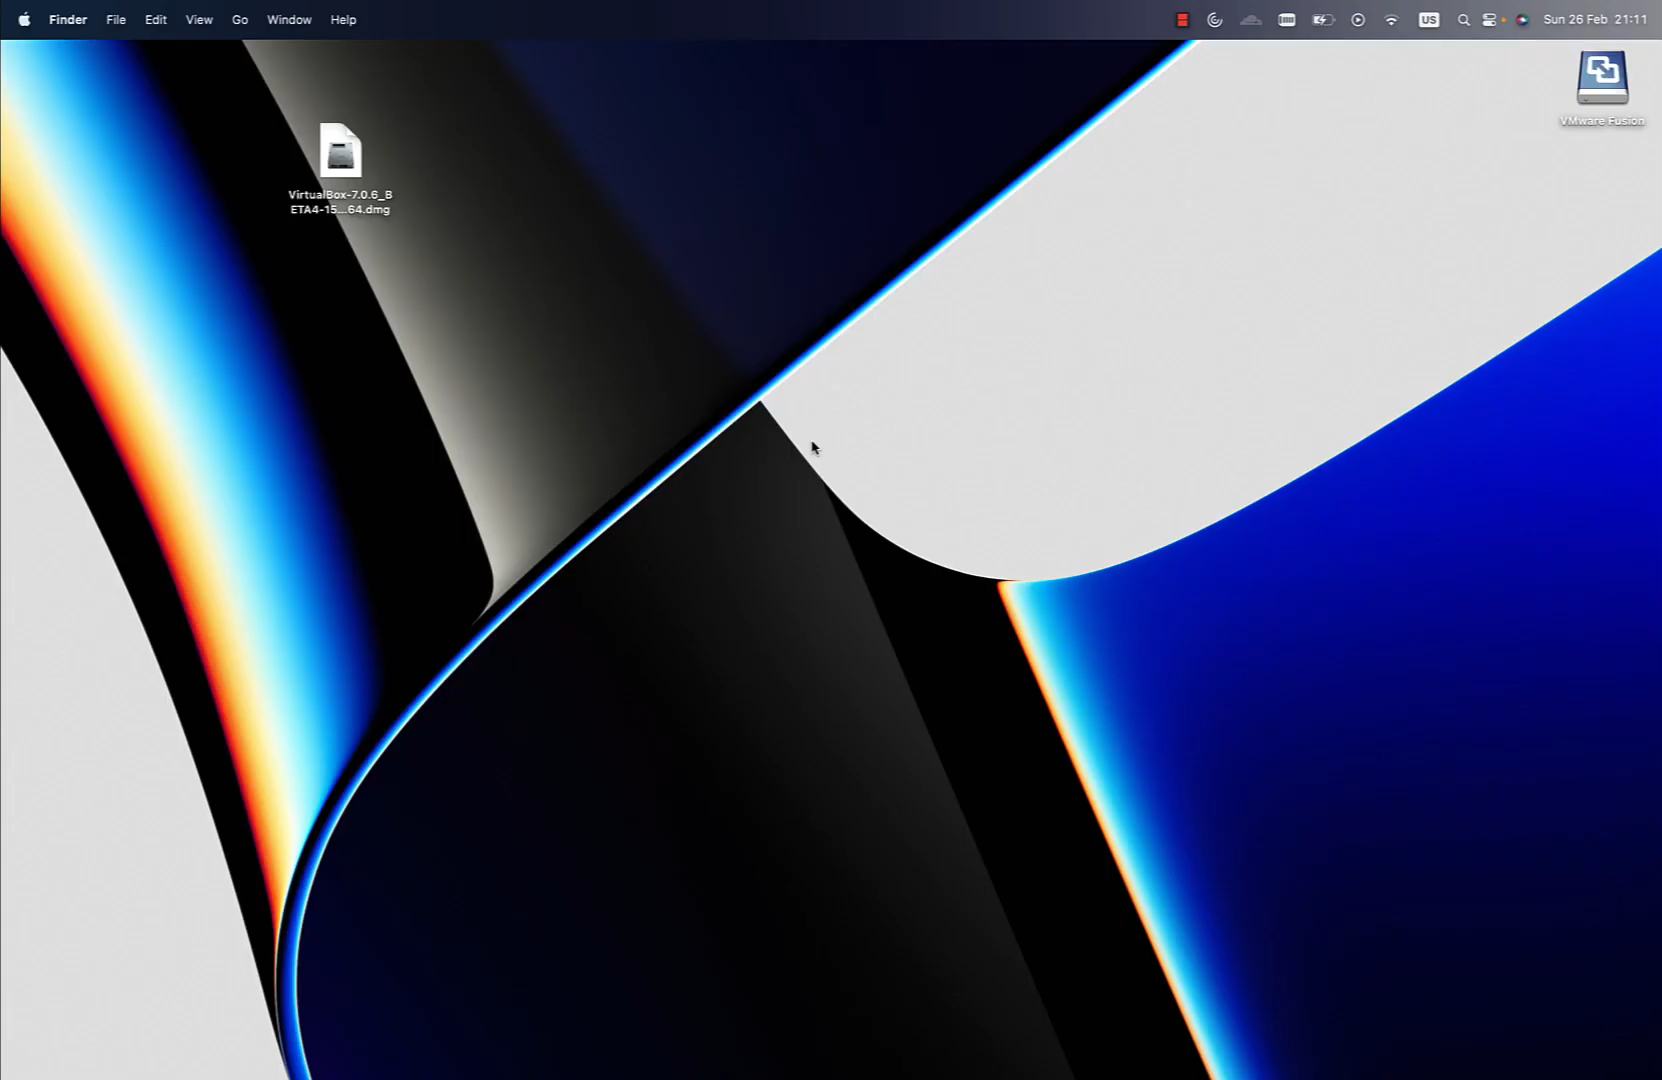 Finder File Edit View Go Window Help US Sun 26 Feb 21:11
VMware Fusion
VirtualBox-7.0.6_B
ETA4-15...64.dmg